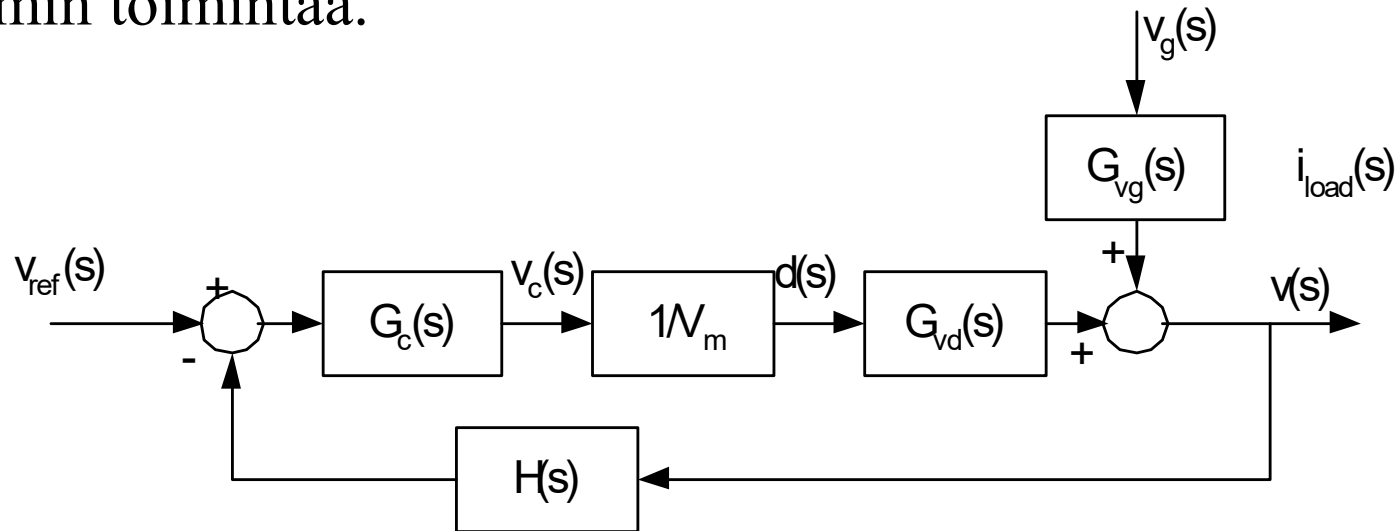 min toimintaa.
v_g(s)
G_vg(s)
i_load(s)
v_ref(s)
+
-
G_c(s)
v_c(s)
1/V_m
d(s)
G_vd(s)
+
+
v(s)
H(s)